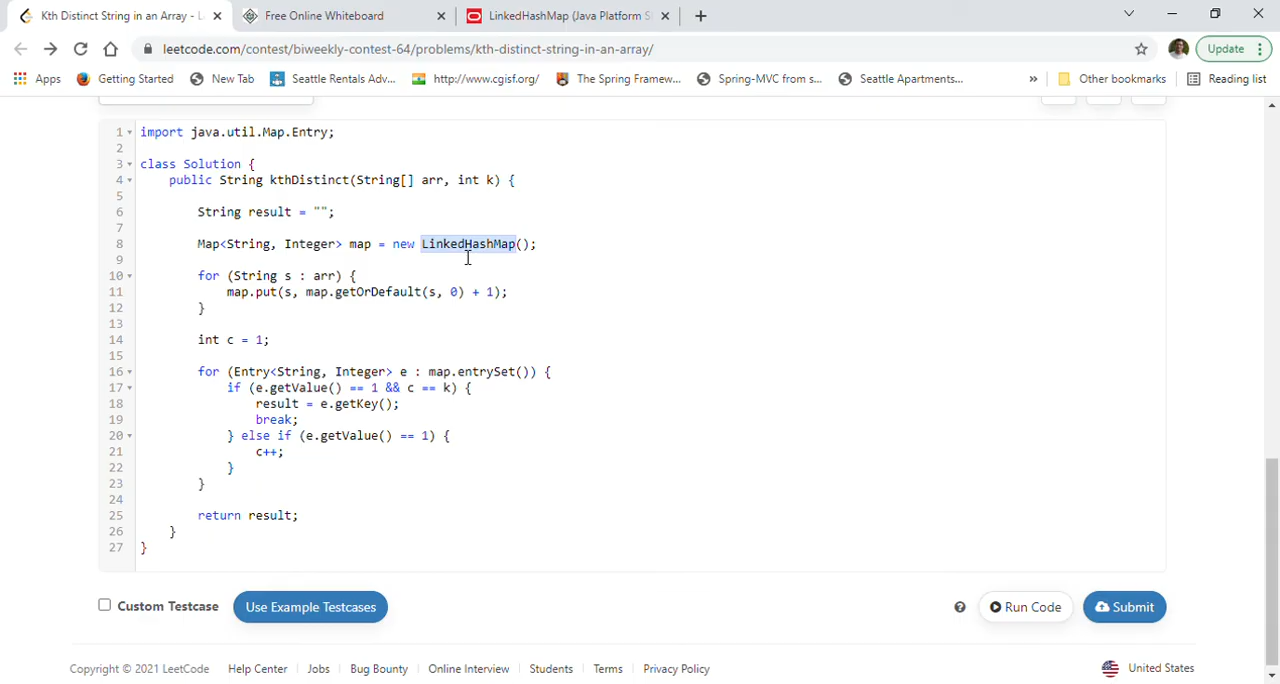 Kth Distinct String in an Array - L
Free Online Whiteboard
LinkedHashMap (Java Platform S
leetcode.com/contest/biweekly-contest-64/problems/kth-distinct-string-in-an-array/
Update
Apps
Getting Started
New Tab
Seattle Rentals Adv...
http://www.cgisf.org/
The Spring Framew...
Spring-MVC from s...
Seattle Apartments...
»
Other bookmarks
Reading list
1 import java.util.Map.Entry;
2
3 class Solution {
4 public String kthDistinct(String[] arr, int k) {
5
6 String result = "";
7
8 Map<String, Integer> map = new LinkedHashMap();
9
10 for (String s : arr) {
11 map.put(s, map.getOrDefault(s, 0) + 1);
12 }
13
14 int c = 1;
15
16 for (Entry<String, Integer> e : map.entrySet()) {
17 if (e.getValue() == 1 && c == k) {
18 result = e.getKey();
19 break;
20 } else if (e.getValue() == 1) {
21 c++;
22 }
23 }
24
25 return result;
26 }
27 }
Custom Testcase
Use Example Testcases
?
Run Code
Submit
Copyright © 2021 LeetCode
Help Center
Jobs
Bug Bounty
Online Interview
Students
Terms
Privacy Policy
United States